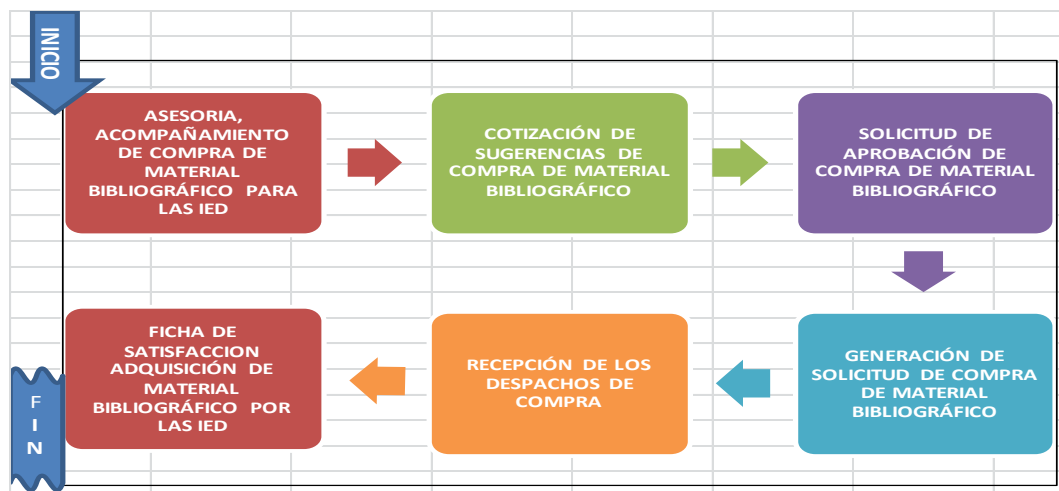 INICIO
ASESORIA,
ACOMPAÑAMIENTO
DE COMPRA DE
MATERIAL
BIBLIOGRÁFICO PARA
LAS IED
COTIZACIÓN DE
SUGERENCIAS DE
COMPRA DE MATERIAL
BIBLIOGRÁFICO
SOLICITUD DE
APROBACIÓN DE
COMPRA DE MATERIAL
BIBLIOGRÁFICO
GENERACIÓN DE
SOLICITUD DE COMPRA
DE MATERIAL
BIBLIOGRÁFICO
RECEPCIÓN DE LOS
DESPACHOS DE
COMPRA
FICHA DE
SATISFACCION
ADQUISICIÓN DE
MATERIAL
BIBLIOGRÁFICO POR
LAS IED
F
I
N